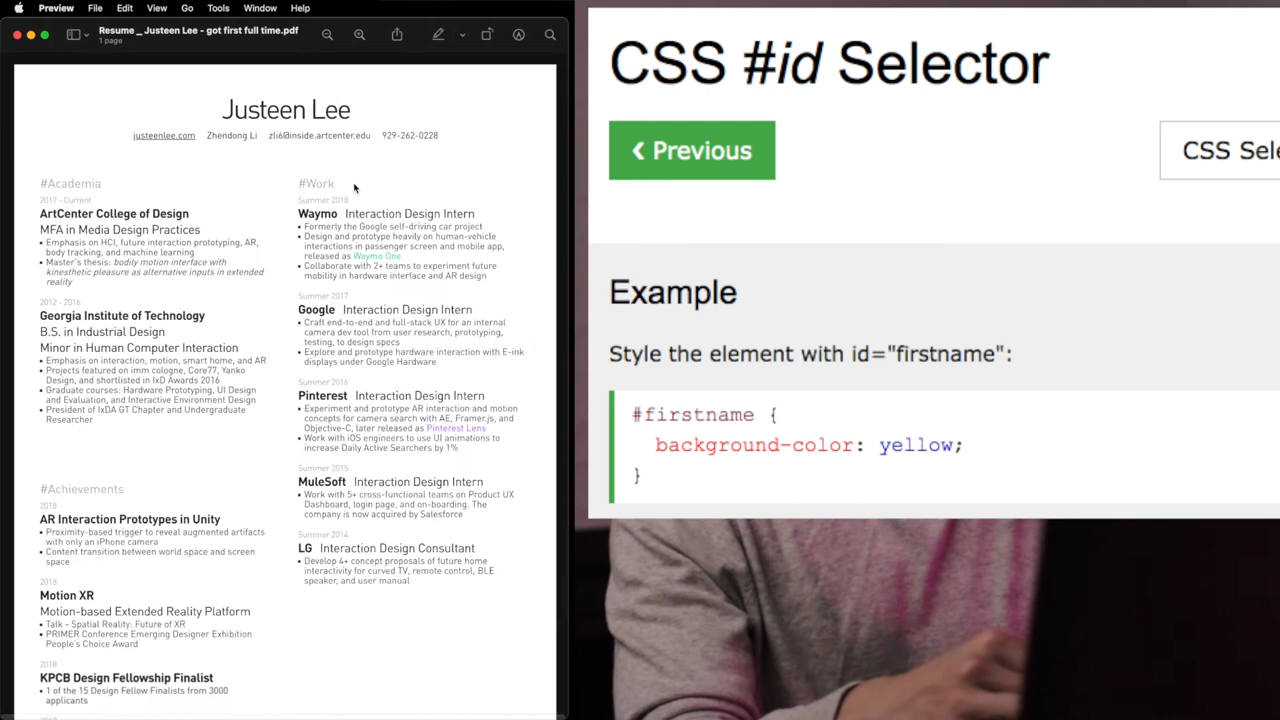 Preview File Edit View Go Tools Window Help
Resume _ Justeen Lee - got first full time.pdf
1 page
Justeen Lee
justeenlee.com Zhendong Li zli6@inside.artcenter.edu 929-262-0228
#Academia
2017 - Current
ArtCenter College of Design
MFA in Media Design Practices
• Emphasis on HCI, future interaction prototyping, AR,
body tracking, and machine learning
• Master's thesis: bodily motion interface with
kinesthetic pleasure as alternative inputs in extended
reality
2012 - 2016
Georgia Institute of Technology
B.S. in Industrial Design
Minor in Human Computer Interaction
• Emphasis on interaction, motion, smart home, and AR
• Projects featured on imm cologne, Core77, Yanko
Design, and shortlisted in IxD Awards 2016
• Graduate courses: Hardware Prototyping, UI Design
and Evaluation, and Interactive Environment Design
• President of IxDA GT Chapter and Undergraduate
Researcher
#Achievements
2018
AR Interaction Prototypes in Unity
• Proximity-based trigger to reveal augmented artifacts
with only an iPhone camera
• Content transition between world space and screen
space
2018
Motion XR
Motion-based Extended Reality Platform
• Talk - Spatial Reality: Future of XR
• PRIMER Conference Emerging Designer Exhibition
People's Choice Award
2018
KPCB Design Fellowship Finalist
• 1 of the 15 Design Fellow Finalists from 3000
applicants
#Work
Summer 2018
Waymo Interaction Design Intern
• Formerly the Google self-driving car project
• Design and prototype heavily on human-vehicle
interactions in passenger screen and mobile app,
released as Waymo One
• Collaborate with 2+ teams to experiment future
mobility in hardware interface and AR design
Summer 2017
Google Interaction Design Intern
• Craft end-to-end and full-stack UX for an internal
camera dev tool from user research, prototyping,
testing, to design specs
• Explore and prototype hardware interaction with E-ink
displays under Google Hardware
Summer 2016
Pinterest Interaction Design Intern
• Experiment and prototype AR interaction and motion
concepts for camera search with AE, Framer.js, and
Objective-C, later released as Pinterest Lens
• Work with iOS engineers to use UI animations to
increase Daily Active Searchers by 1%
Summer 2015
MuleSoft Interaction Design Intern
• Work with 5+ cross-functional teams on Product UX
Dashboard, login page, and on-boarding. The
company is now acquired by Salesforce
Summer 2014
LG Interaction Design Consultant
• Develop 4+ concept proposals of future home
interactivity for curved TV, remote control, BLE
speaker, and user manual
CSS #id Selector
❮ Previous
CSS Sele
Example
Style the element with id="firstname":
#firstname {
background-color: yellow;
}